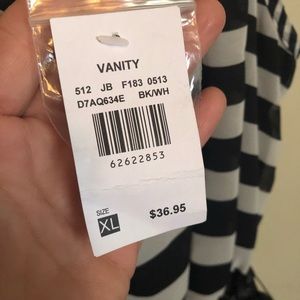 VANITY
512 JB F183 0513
D7AQ634E BK/WH
62622853
SIZE
XL
$36.95